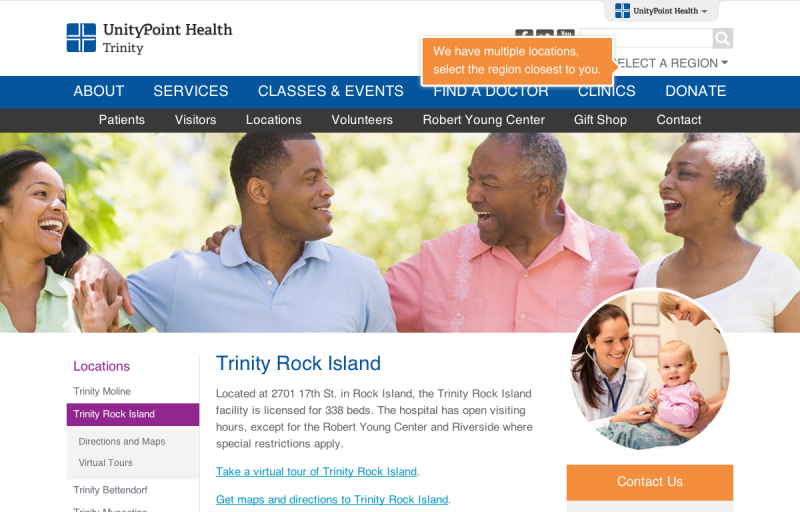 UnityPoint Health
UnityPoint Health
Trinity
You
We have multiple locations,
select the region closest to you.
ELECT A REGION
ABOUT SERVICES CLASSES & EVENTS FIND A DOCTOR CLINICS DONATE
Patients Visitors Locations Volunteers Robert Young Center Gift Shop Contact
Locations
Trinity Moline
Trinity Rock Island
Directions and Maps
Virtual Tours
Trinity Bettendorf
Trinity Muscatine
Trinity Rock Island
Located at 2701 17th St. in Rock Island, the Trinity Rock Island
facility is licensed for 338 beds. The hospital has open visiting
hours, except for the Robert Young Center and Riverside where
special restrictions apply.
Take a virtual tour of Trinity Rock Island.
Get maps and directions to Trinity Rock Island.
Contact Us